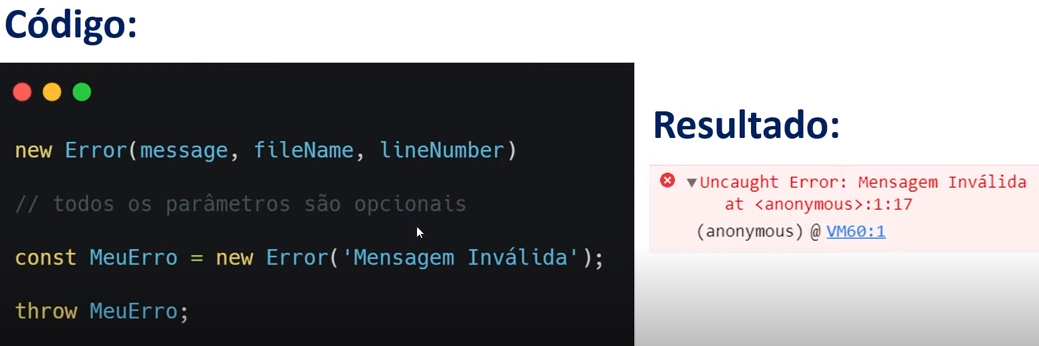 Código:
new Error(message, fileName, lineNumber)
// todos os parâmetros são opcionais
const MeuErro = new Error('Mensagem Inválida');
throw MeuErro;
Resultado:
▼Uncaught Error: Mensagem Inválida
at <anonymous>:1:17
(anonymous) @ VM60:1